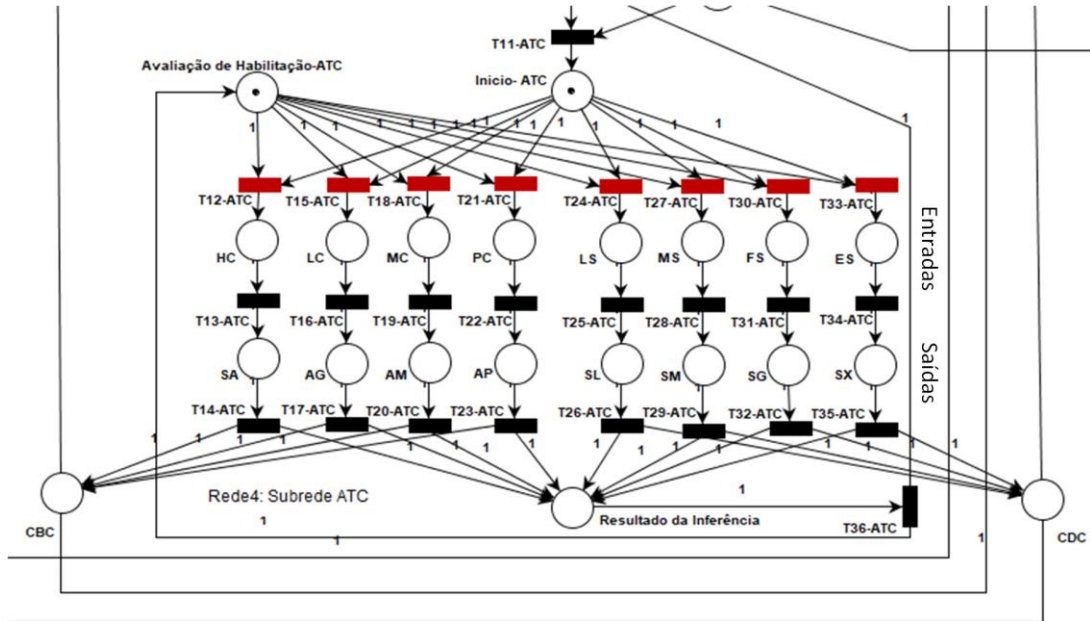 T11-ATC
Avaliação de Habilitação-ATC
Inicio- ATC
1
1 1 1 1 1 1 1 1 1 1 1 1 1 1 1
T12-ATC T15-ATC T18-ATC T21-ATC T24-ATC T27-ATC T30-ATC T33-ATC
Entradas
HC LC MC PC LS MS FS ES
T13-ATC T16-ATC T19-ATC T22-ATC T25-ATC T28-ATC T31-ATC T34-ATC
Saídas
SA AG AM AP SL SM SG SX
T14-ATC T17-ATC T20-ATC T23-ATC T26-ATC T29-ATC T32-ATC T35-ATC
1 1 1 1 1 1 1 1 1 1 1 1 1 1 1 1 1
Rede4: Subrede ATC
1
Resultado da Inferência
T36-ATC
CBC
1
1
1
CDC